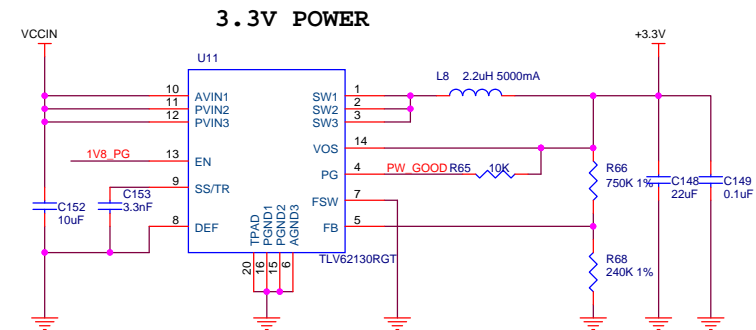 3.3V POWER
VCCIN
+3.3V
U11
L8 2.2uH 5000mA
10 AVIN1 SW1 1
11 PVIN2 SW2 2
12 PVIN3 SW3 3
VOS 14
1V8_PG 13 EN PG 4 PW_GOOD R65 10K
R66
750K 1%
C148
22uF
C149
0.1uF
9 SS/TR FSW 7
C153
3.3nF
C152
10uF
8 DEF FB 5
TPAD PGND1 PGND2 AGND3
20 16 15 6
TLV62130RGT
R68
240K 1%